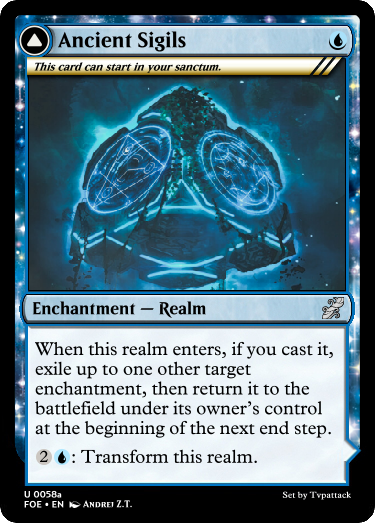 Ancient Sigils
This card can start in your sanctum.
Enchantment — Realm
When this realm enters, if you cast it,
exile up to one other target
enchantment, then return it to the
battlefield under its owner's control
at the beginning of the next end step.
2: Transform this realm.
U 0058a
FOE • EN Andrej Z.T.
Set by Tvpattack